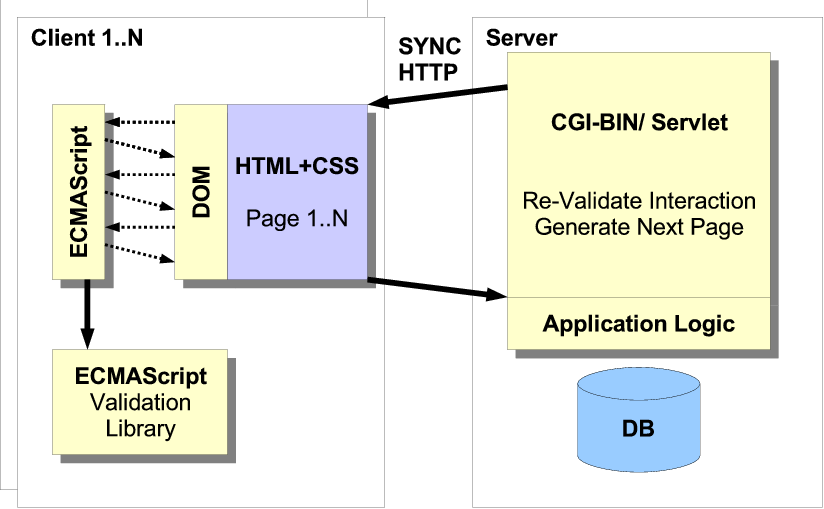 Client 1..N
SYNC
HTTP
Server
ECMAScript
DOM
HTML+CSS
Page 1..N
CGI-BIN/ Servlet
Re-Validate Interaction
Generate Next Page
Application Logic
ECMAScript
Validation
Library
DB